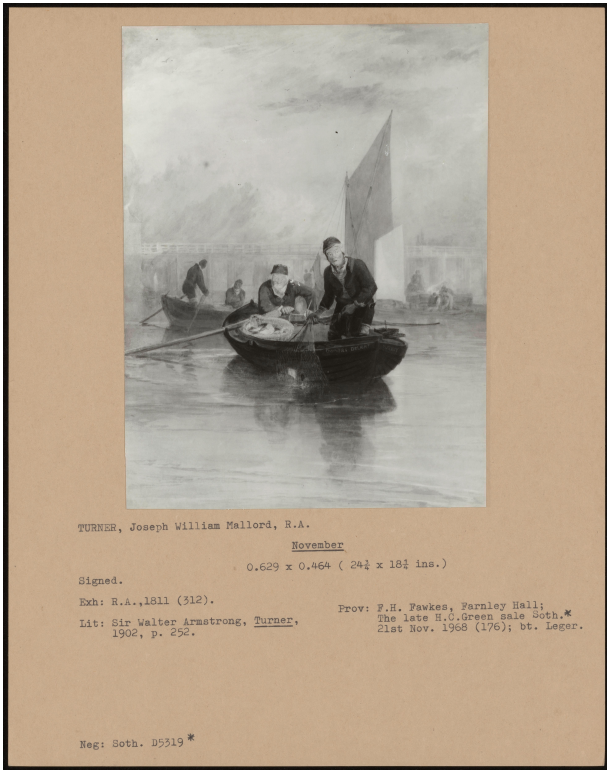 TURNER, Joseph William Mallord, R.A.
November
0.629 x 0.464 ( 24¾ x 18¼ ins.)
Signed.
Exh: R.A.,1811 (312).
Lit: Sir Walter Armstrong, Turner,
1902, p. 252.
Prov: F.H. Fawkes, Farnley Hall;
The late H.C.Green sale Soth.*
21st Nov. 1968 (176); bt. Leger.
Neg: Soth. D5319*